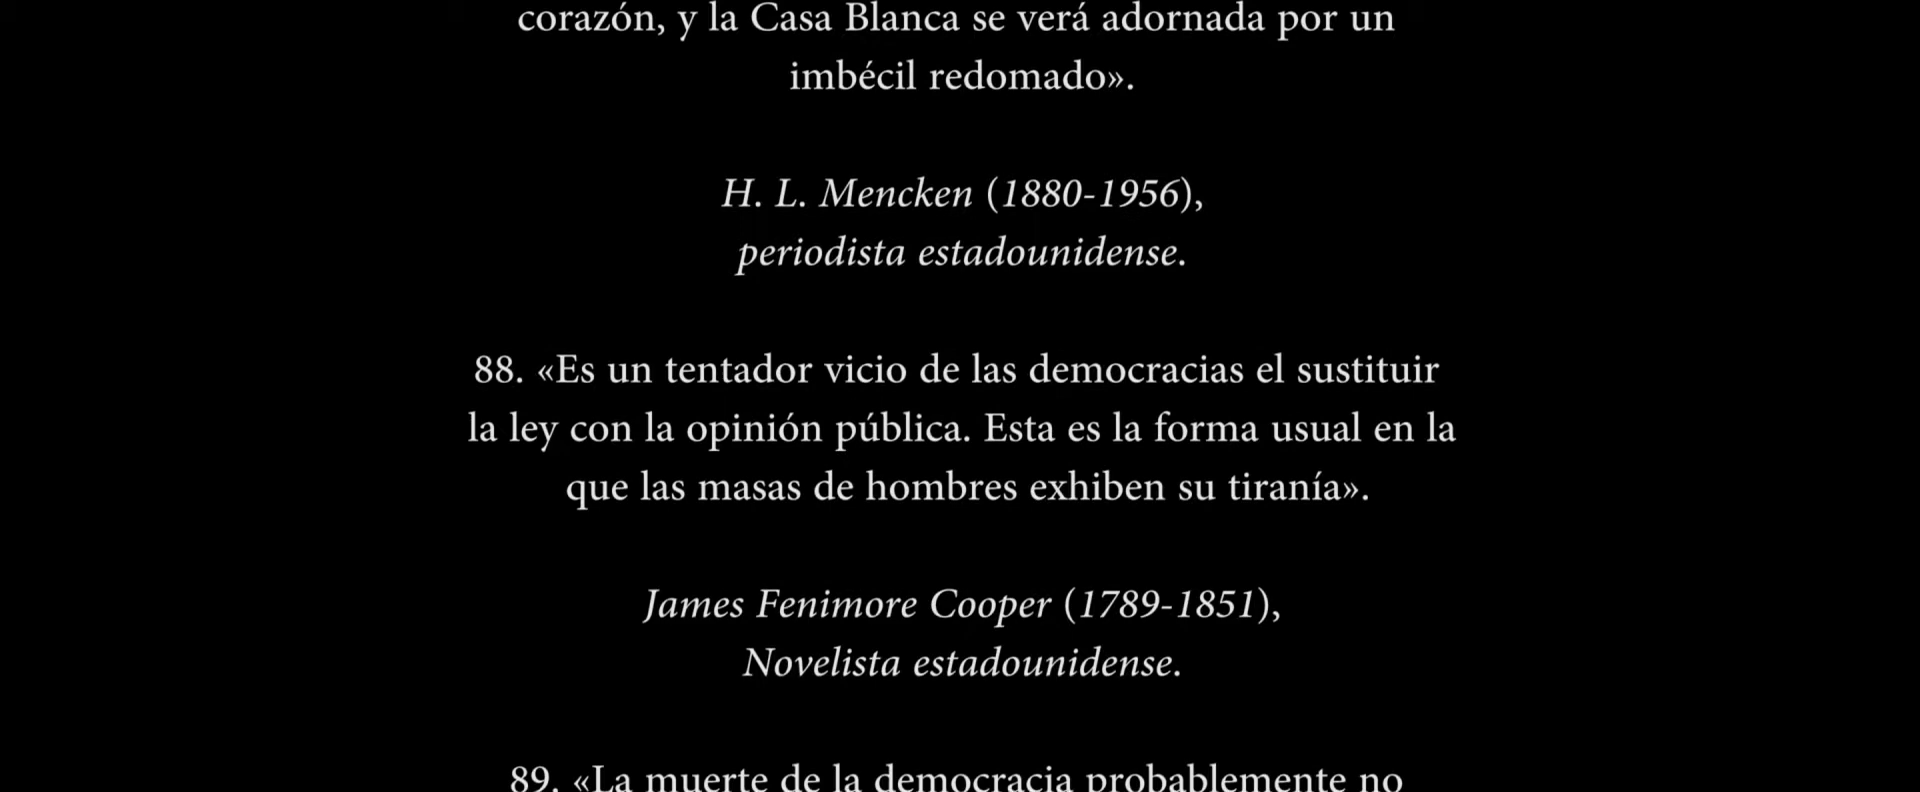 corazón, y la Casa Blanca se verá adornada por un
imbécil redomado».
H. L. Mencken (1880-1956),
periodista estadounidense.
88. «Es un tentador vicio de las democracias el sustituir
la ley con la opinión pública. Esta es la forma usual en la
que las masas de hombres exhiben su tiranía».
James Fenimore Cooper (1789-1851),
Novelista estadounidense.
89. «La muerte de la democracia probablemente no